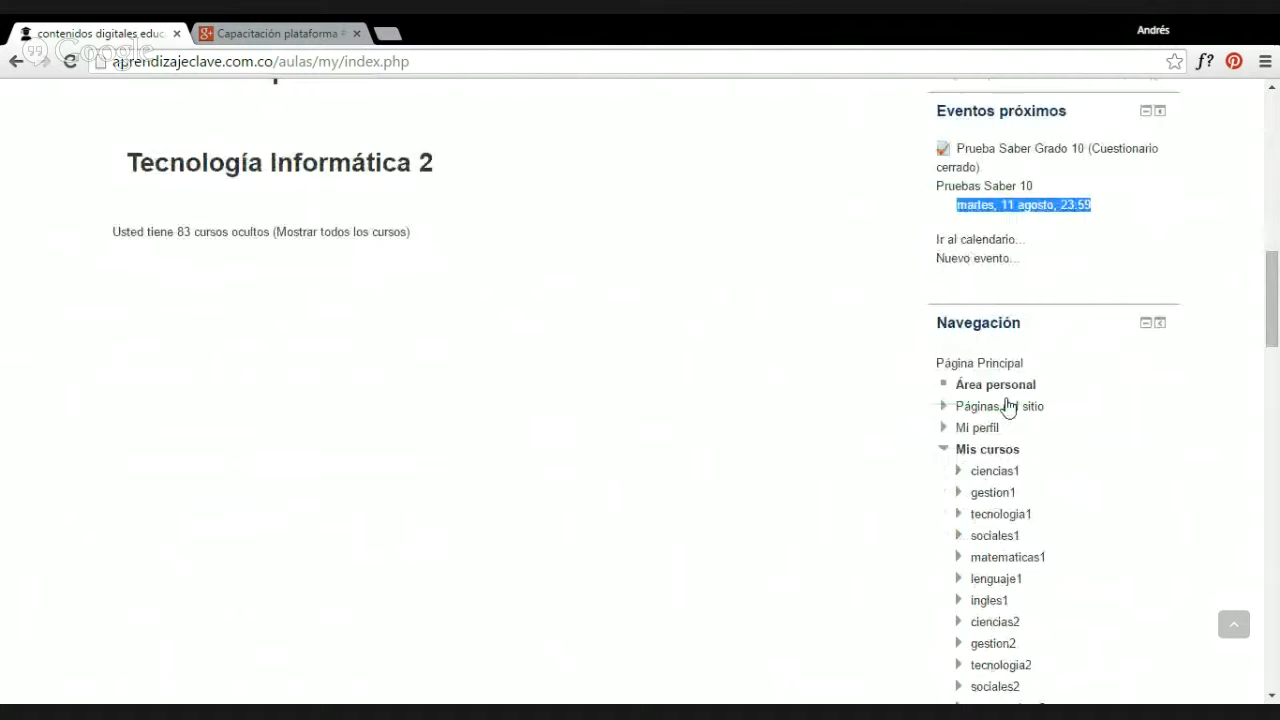 contenidos digitales educ
Capacitación plataforma
Andrés
Google
aprendizajeclave.com.co/aulas/my/index.php
f?
Eventos próximos
Tecnología Informática 2
Prueba Saber Grado 10 (Cuestionario
cerrado)
Pruebas Saber 10
martes, 11 agosto, 23:59
Usted tiene 83 cursos ocultos (Mostrar todos los cursos)
Ir al calendario...
Nuevo evento...
Navegación
Página Principal
Área personal
Páginas sitio
Mi perfil
Mis cursos
ciencias1
gestion1
tecnologia1
sociales1
matematicas1
lenguaje1
ingles1
ciencias2
gestion2
tecnologia2
sociales2